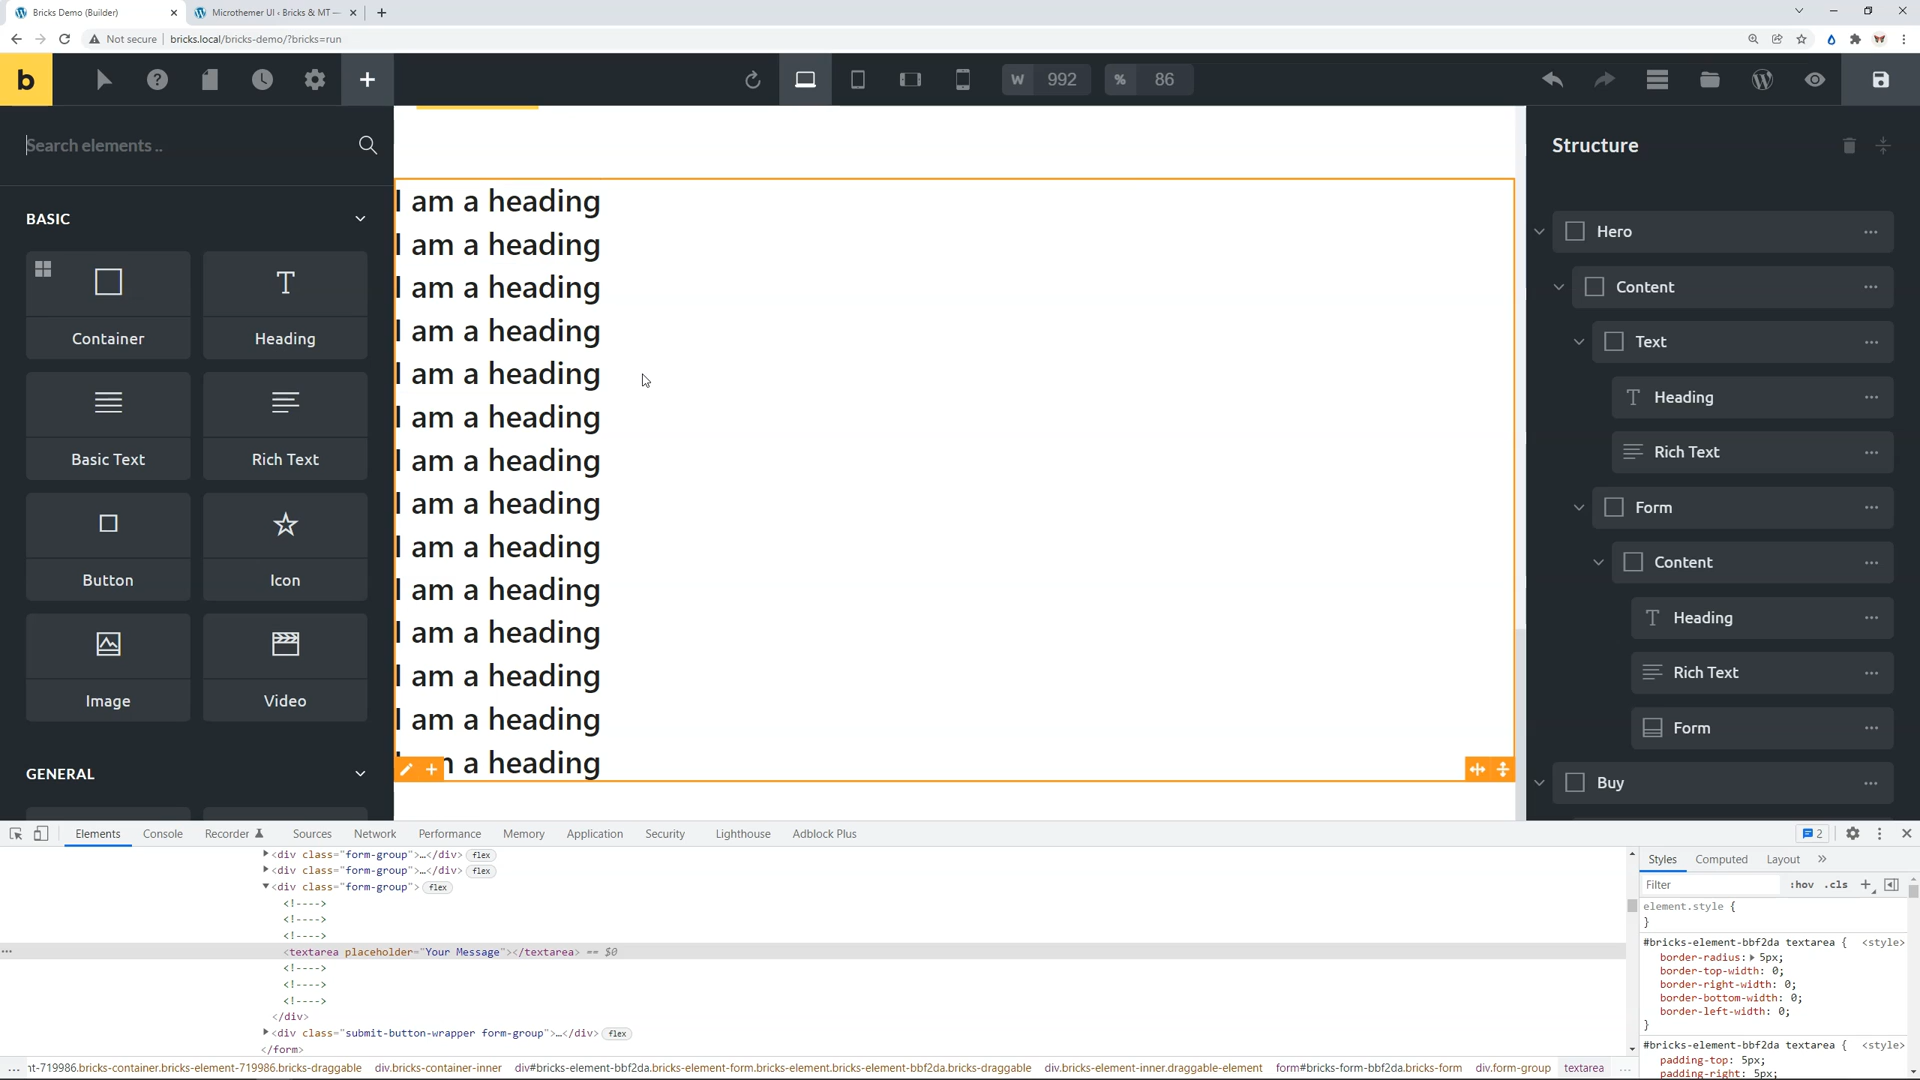 Bricks Demo (Builder)
Microthemer UI ‹ Bricks & MT —
Not secure
bricks.local/bricks-demo/?bricks=run
b
W 992
% 86
Search elements ..
BASIC
Container
Heading
Basic Text
Rich Text
Button
Icon
Image
Video
GENERAL
I am a heading
I am a heading
I am a heading
I am a heading
I am a heading
I am a heading
I am a heading
I am a heading
I am a heading
I am a heading
I am a heading
I am a heading
I am a heading
a heading
Structure
Hero
Content
Text
Heading
Rich Text
Form
Content
Heading
Rich Text
Form
Buy
Elements Console Recorder Sources Network Performance Memory Application Security Lighthouse Adblock Plus 2
<div class="form-group">…</div> flex
<div class="form-group">…</div> flex
<div class="form-group"> flex
<!---->
<!---->
<!---->
<textarea placeholder="Your Message"></textarea> == $0
<!---->
<!---->
<!---->
</div>
<div class="submit-button-wrapper form-group">…</div> flex
</form>
Styles Computed Layout »
Filter :hov .cls +
element.style {
}
#bricks-element-bbf2da textarea { <style>
border-radius: 5px;
border-top-width: 0;
border-right-width: 0;
border-bottom-width: 0;
border-left-width: 0;
}
#bricks-element-bbf2da textarea { <style>
padding-top: 5px;
padding-right: 5px;
... nt-719986.bricks-container.bricks-element-719986.bricks-draggable div.bricks-container-inner div#bricks-element-bbf2da.bricks-element-form.bricks-element.bricks-element-bbf2da.bricks-draggable div.bricks-element-inner.draggable-element form#bricks-form-bbf2da.bricks-form div.form-group textarea ...